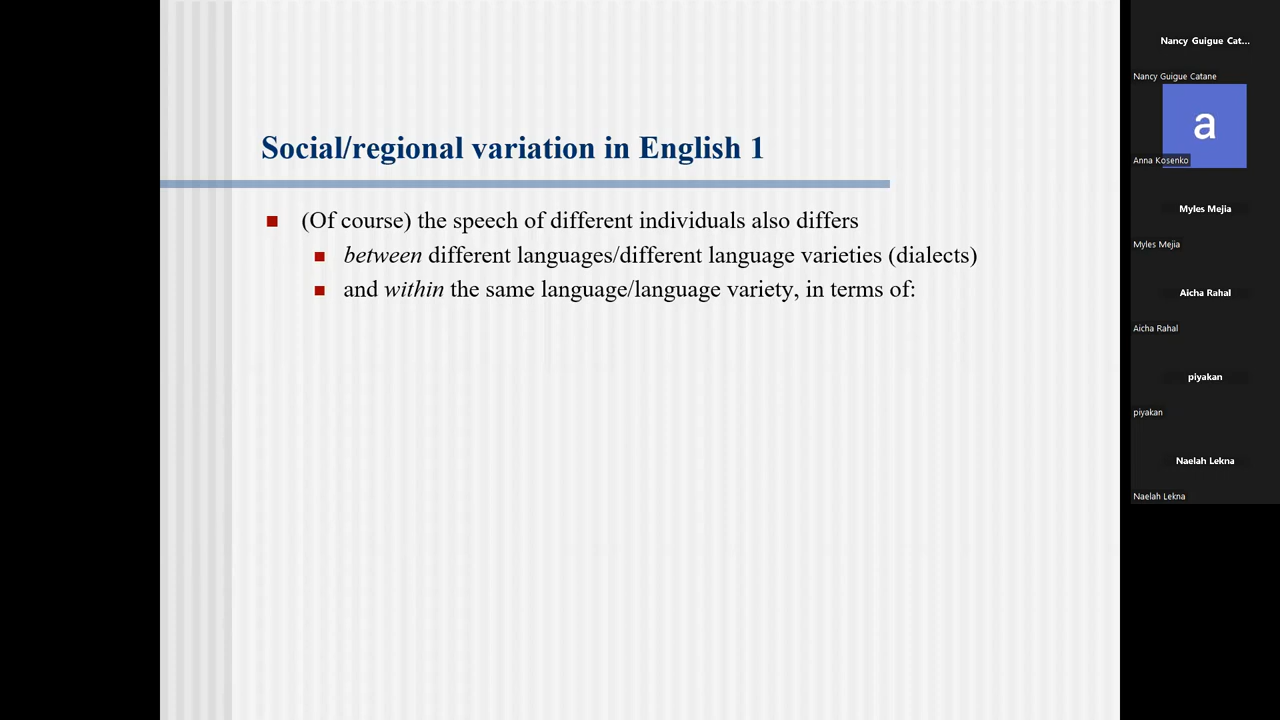 Social/regional variation in English 1
(Of course) the speech of different individuals also differs
between different languages/different language varieties (dialects)
and within the same language/language variety, in terms of:
Nancy Guigue Cat...
Nancy Guigue Catane
a
Anna Kosenko
Myles Mejia
Myles Mejia
Aicha Rahal
Aicha Rahal
piyakan
piyakan
Naelah Lekna
Naelah Lekna